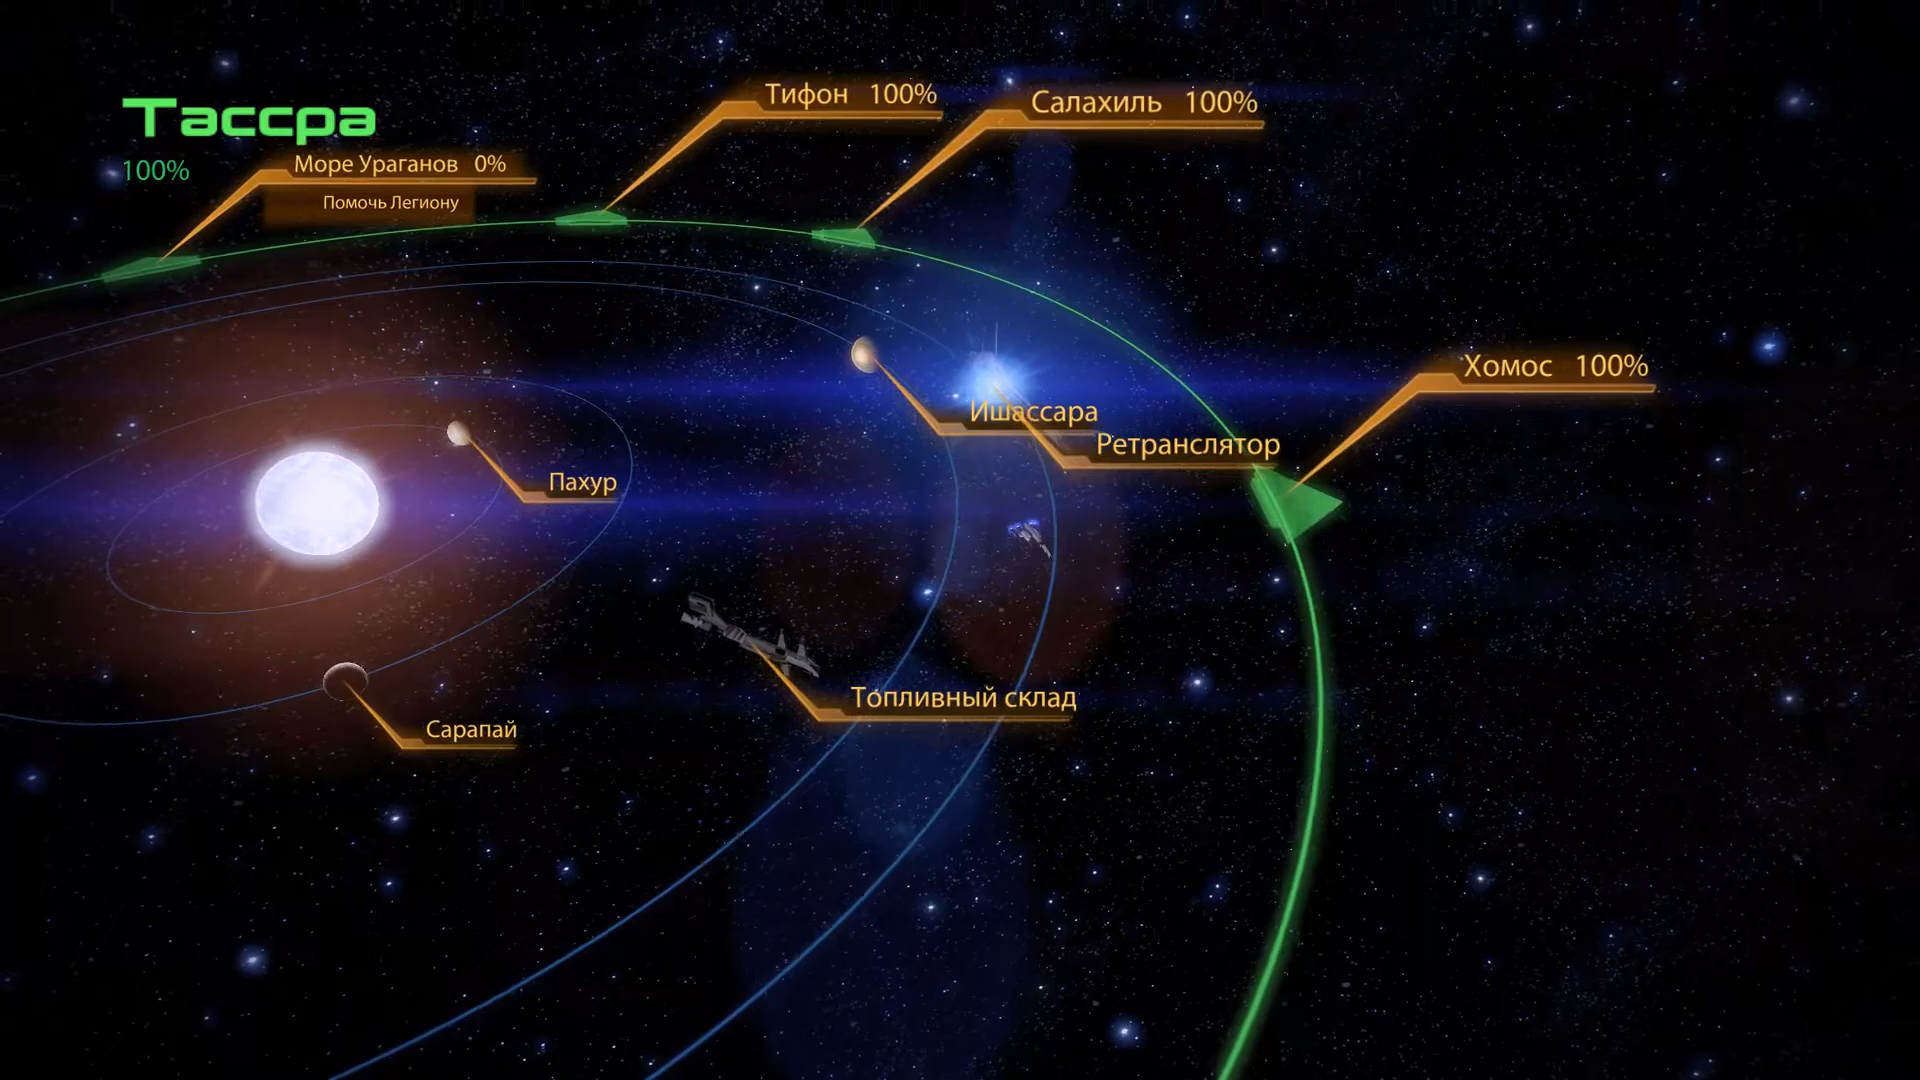 Тассра
100%
Море Ураганов 0%
Помочь Легиону
Тифон 100%
Салахиль 100%
Хомос 100%
Ишассара
Ретранслятор
Пахур
Топливный склад
Сарапай